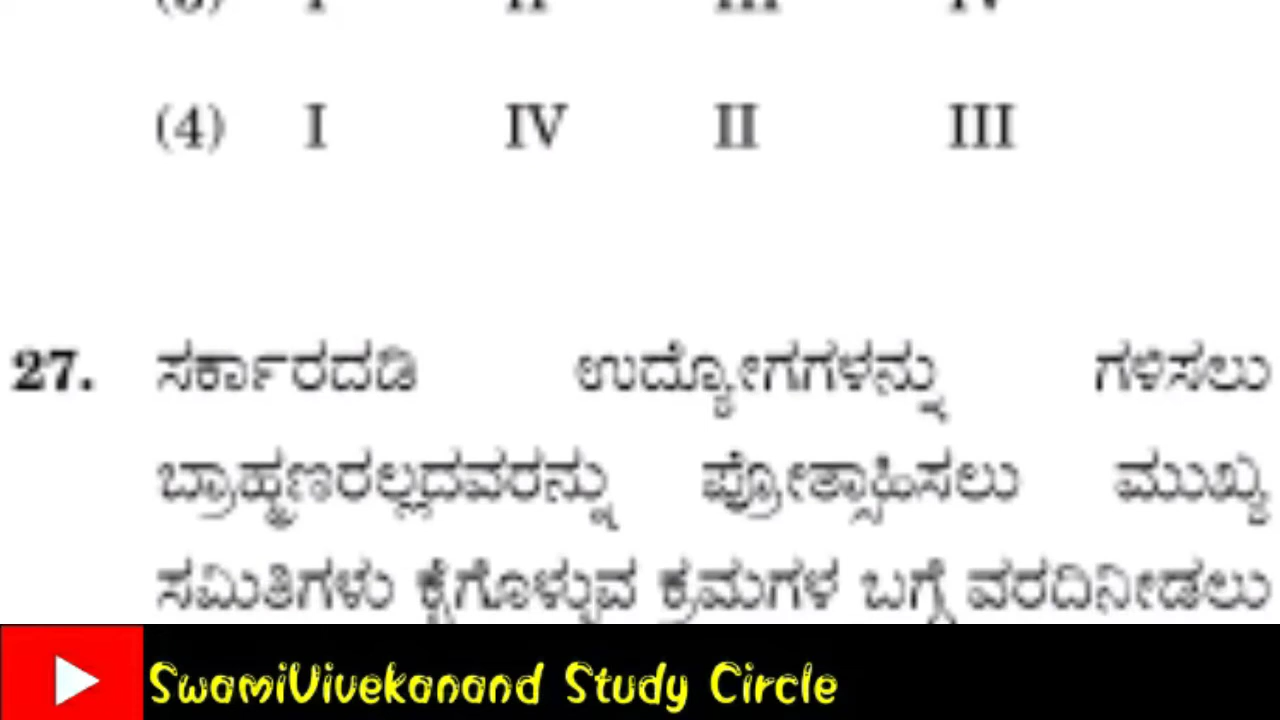 (4) I IV II III
27. ಸರ್ಕಾರದಡಿ ಉದ್ಯೋಗಗಳನ್ನು ಗಳಿಸಲು
ಬ್ರಾಹ್ಮಣರಲ್ಲದವರನ್ನು ಪ್ರೋತ್ಸಾಹಿಸಲು ಮುಖ್ಯ
ಸಮಿತಿಗಳು ಕೈಗೊಳ್ಳುವ ಕ್ರಮಗಳ ಬಗ್ಗೆ ವರದಿನೀಡಲು
SwamiVivekanand Study Circle